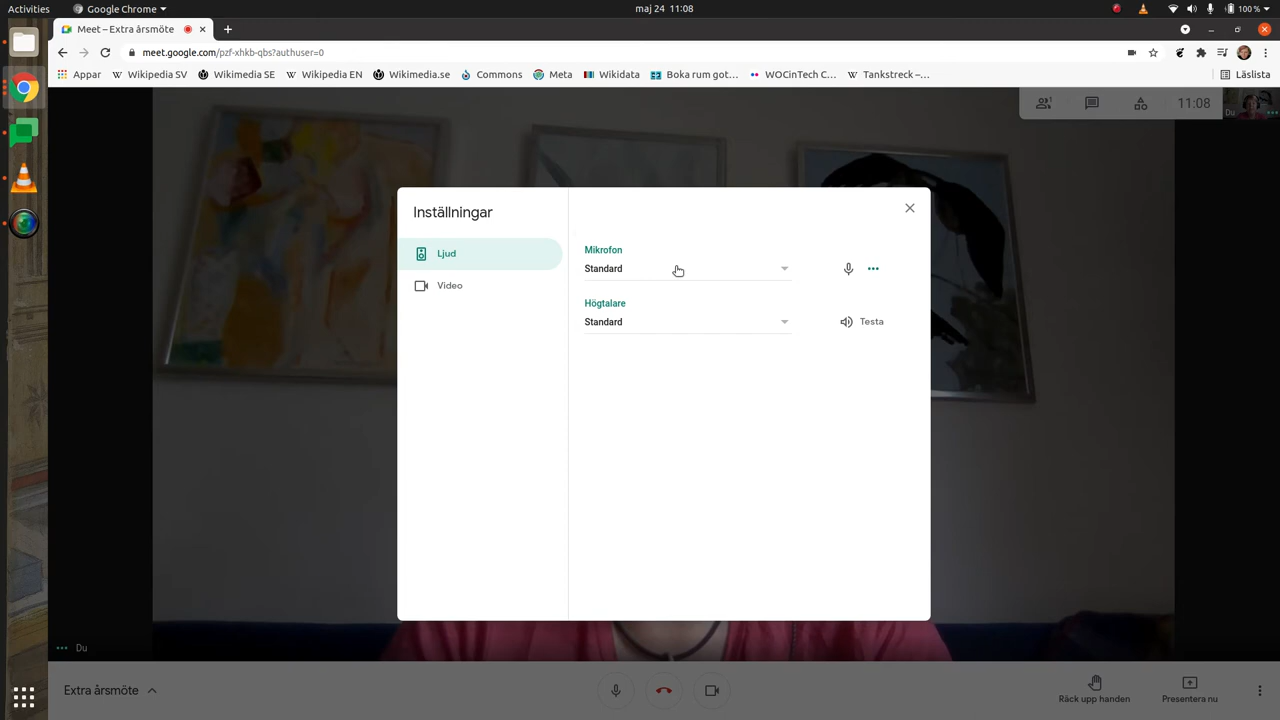 Activities
Google Chrome
maj 24 11:08
100 %
Meet – Extra årsmöte
meet.google.com/pzf-xhkb-qbs?authuser=0
Appar
Wikipedia SV
Wikimedia SE
Wikipedia EN
Wikimedia.se
Commons
Meta
Wikidata
Boka rum got…
WOCinTech C…
Tankstreck –…
Läslista
11:08
Du
Inställningar
Ljud
Video
Mikrofon
Standard
Högtalare
Standard
Testa
Du
Extra årsmöte
Räck upp handen
Presentera nu